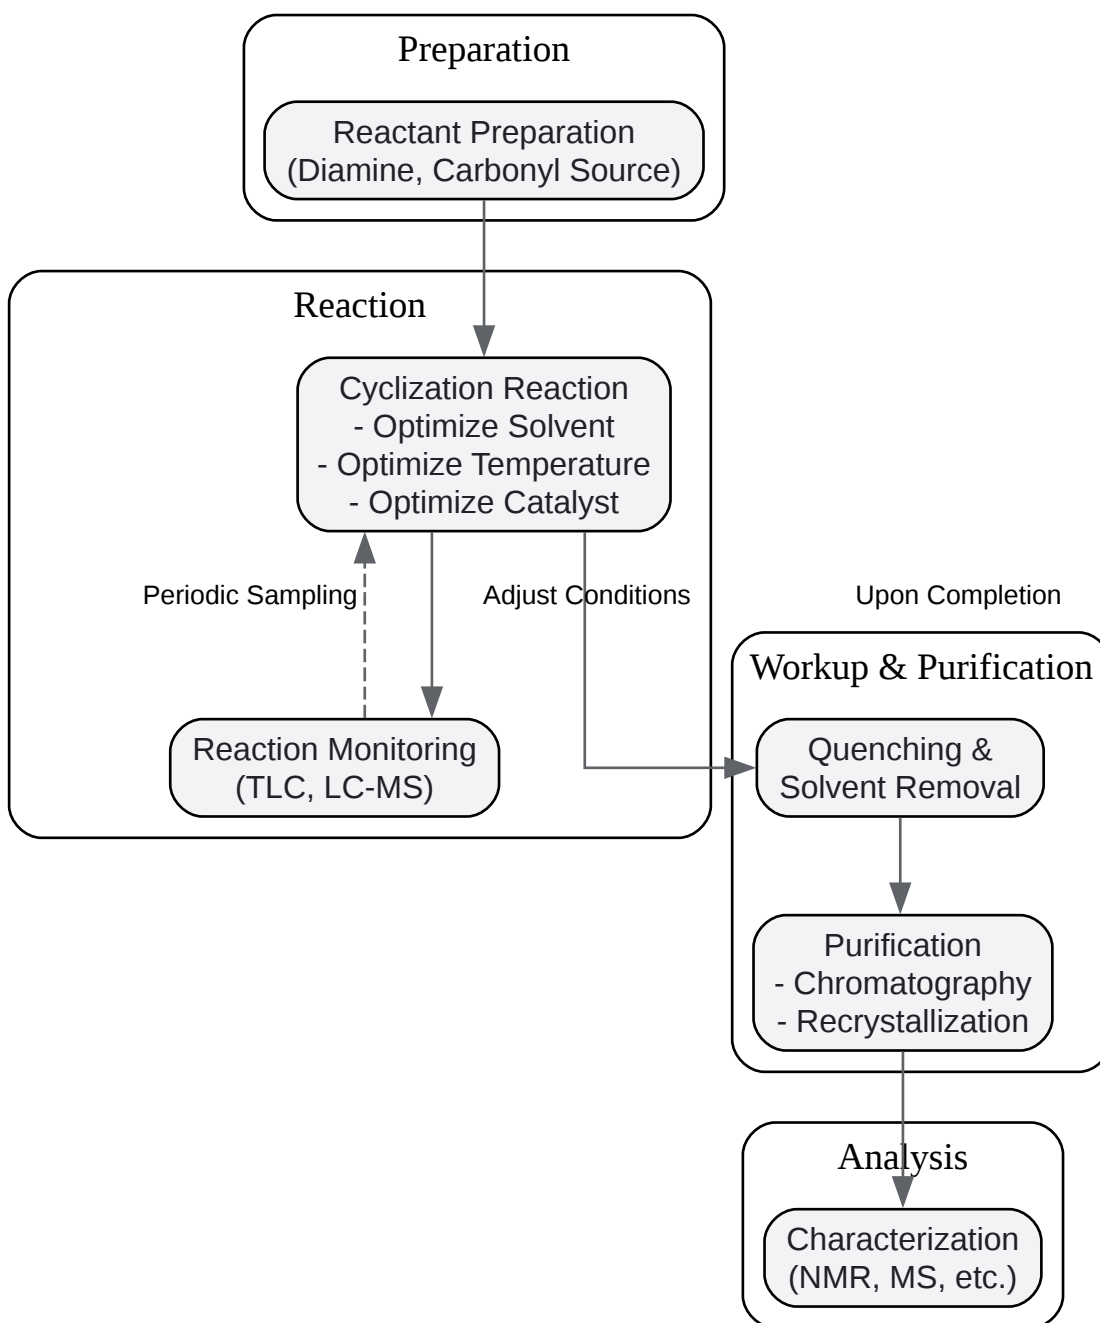 Preparation
Reactant Preparation
(Diamine, Carbonyl Source)
Reaction
Cyclization Reaction
- Optimize Solvent
- Optimize Temperature
- Optimize Catalyst
Periodic Sampling
Adjust Conditions
Upon Completion
Reaction Monitoring
(TLC, LC-MS)
Workup & Purification
Quenching &
Solvent Removal
Purification
- Chromatography
- Recrystallization
Analysis
Characterization
(NMR, MS, etc.)